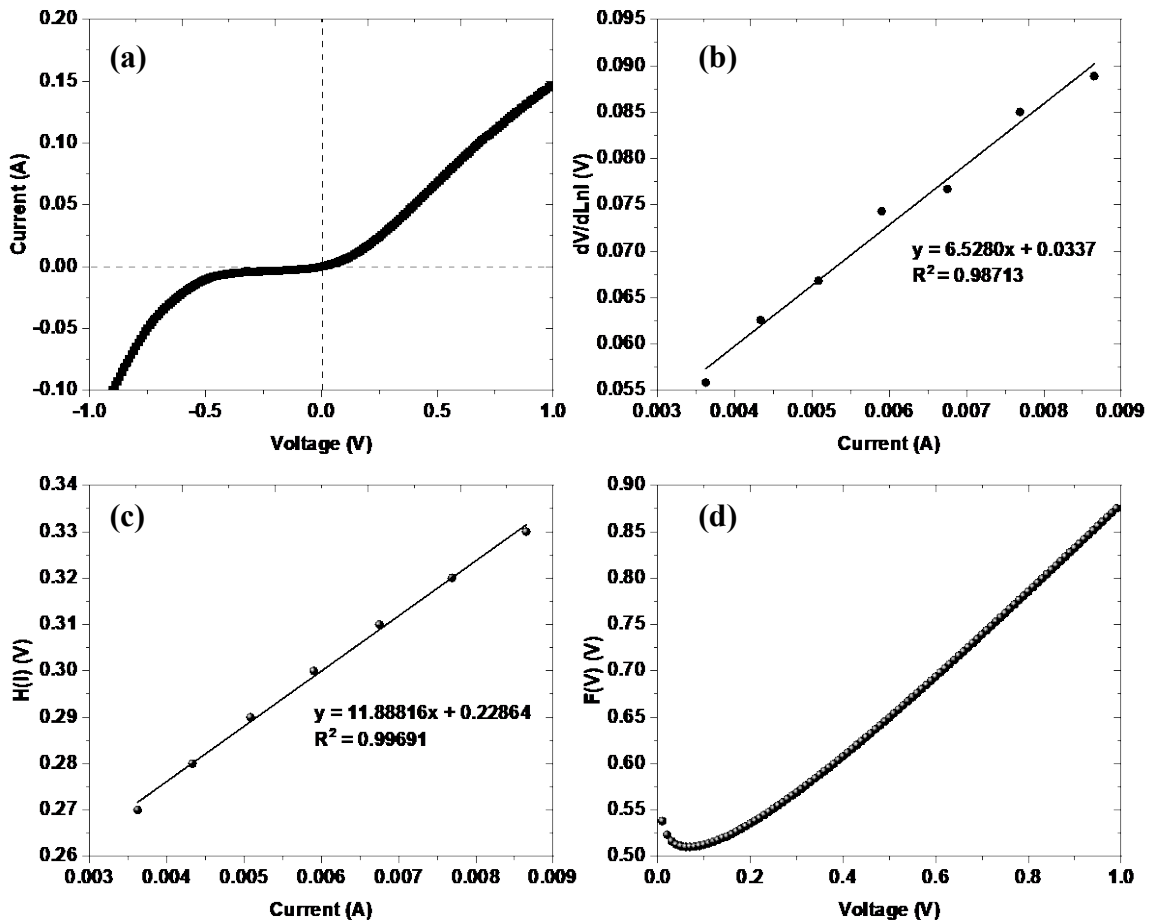 (a)
0.20
0.15
0.10
0.05
0.00
-0.05
-0.10
-1.0 -0.5 0.0 0.5 1.0
Current (A)
Voltage (V)
(b)
0.095
0.090
0.085
0.080
0.075
0.070
0.065
0.060
0.055
0.003 0.004 0.005 0.006 0.007 0.008 0.009
dV/dLnI (V)
Current (A)
y = 6.5280x + 0.0337
R² = 0.98713
(c)
0.34
0.33
0.32
0.31
0.30
0.29
0.28
0.27
0.26
0.003 0.004 0.005 0.006 0.007 0.008 0.009
H(I) (V)
Current (A)
y = 11.88816x + 0.22864
R² = 0.99691
(d)
0.90
0.85
0.80
0.75
0.70
0.65
0.60
0.55
0.50
0.0 0.2 0.4 0.6 0.8 1.0
F(V) (V)
Voltage (V)